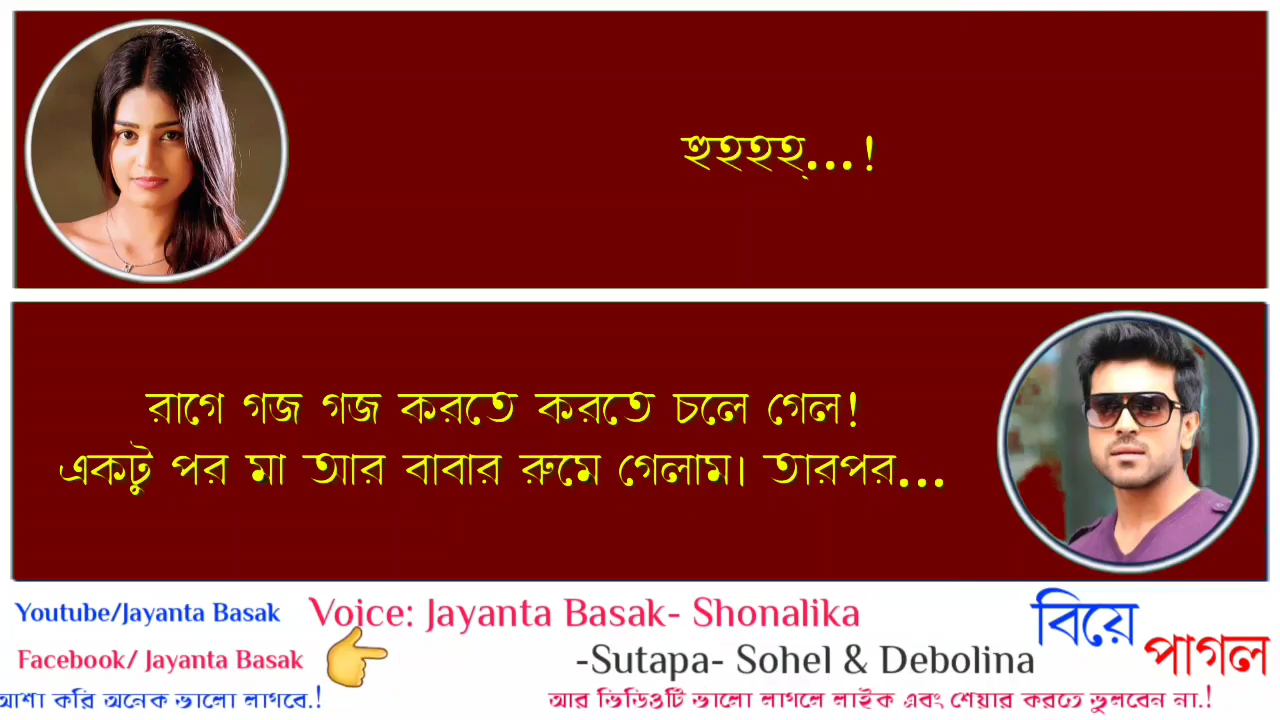 হুহহহ্...!
রাগে গজ গজ করতে করতে চলে গেল!
একটু পর মা আর বাবার রুমে গেলাম। তারপর...
Youtube/Jayanta Basak
Voice: Jayanta Basak- Shonalika
বিয়ে
পাগল
Facebook/ Jayanta Basak
-Sutapa- Sohel & Debolina
আশা করি অনেক ভালো লাগবে.!
আর ভিডিওটি ভালো লাগলে লাইক এবং শেয়ার করতে ভুলবেন না.!